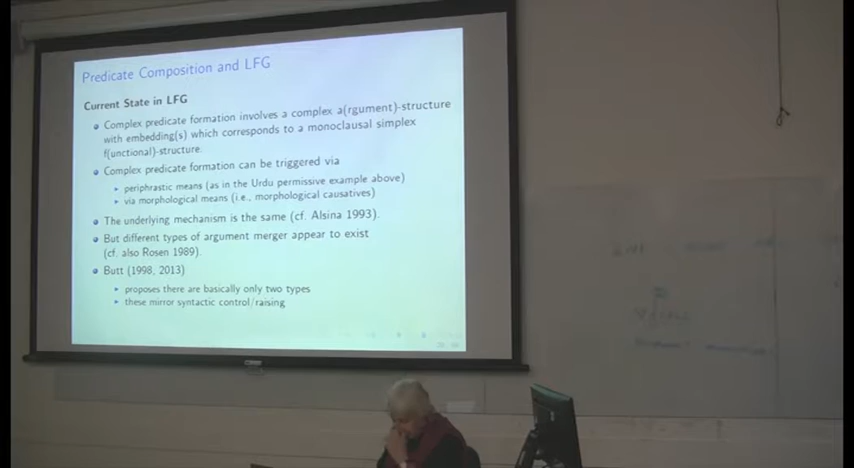 Predicate Composition and LFG
Current State in LFG
Complex predicate formation involves a complex a(rgument)-structure
with embedding(s) which corresponds to a monoclausal simplex
f(unctional)-structure.
Complex predicate formation can be triggered via
periphrastic means (as in the Urdu permissive example above)
via morphological means (i.e., morphological causatives)
The underlying mechanism is the same (cf. Alsina 1993).
But different types of argument merger appear to exist
(cf. also Rosen 1989).
Butt (1998, 2013)
proposes there are basically only two types
these mirror syntactic control/raising